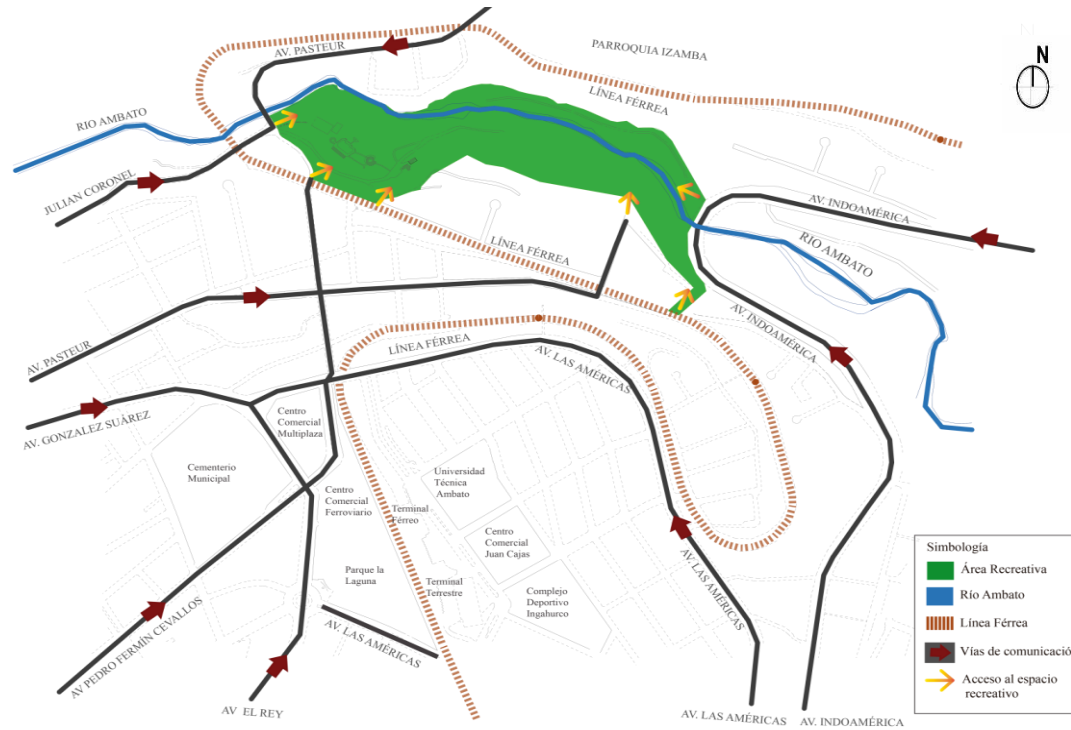 N
AV. PASTEUR
PARROQUIA IZAMBA
LÍNEA FÉRREA
RIO AMBATO
JULIAN CORONEL
AV. INDOAMÉRICA
RÍO AMBATO
LÍNEA FÉRREA
AV. INDOAMÉRICA
AV. PASTEUR
LÍNEA FÉRREA
AV. LAS AMÉRICAS
AV. GONZALEZ SUÁREZ
Centro
Comercial
Multiplaza
Cementerio
Municipal
Universidad
Técnica
Ambato
Centro
Comercial
Ferroviario
Terminal
Férreo
Centro
Comercial
Juan Cajas
Parque la
Laguna
Terminal
Terrestre
Complejo
Deportivo
Ingahurco
AV. LAS AMÉRICAS
AV PEDRO FERMÍN CEVALLOS
AV. LAS AMÉRICAS
AV EL REY
AV. LAS AMÉRICAS
AV. INDOAMÉRICA
Simbología
Área Recreativa
Río Ambato
Línea Férrea
Vías de comunicació
Acceso al espacio
recreativo